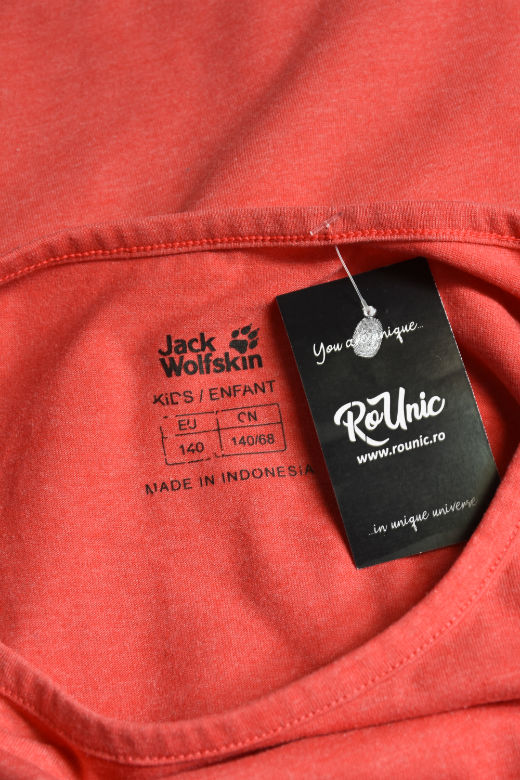 Jack
Wolfskin
KIDS / ENFANT
EU CN
140 140/68
MADE IN INDONESIA
You are unique...
RoUnic
www.rounic.ro
...in unique universe